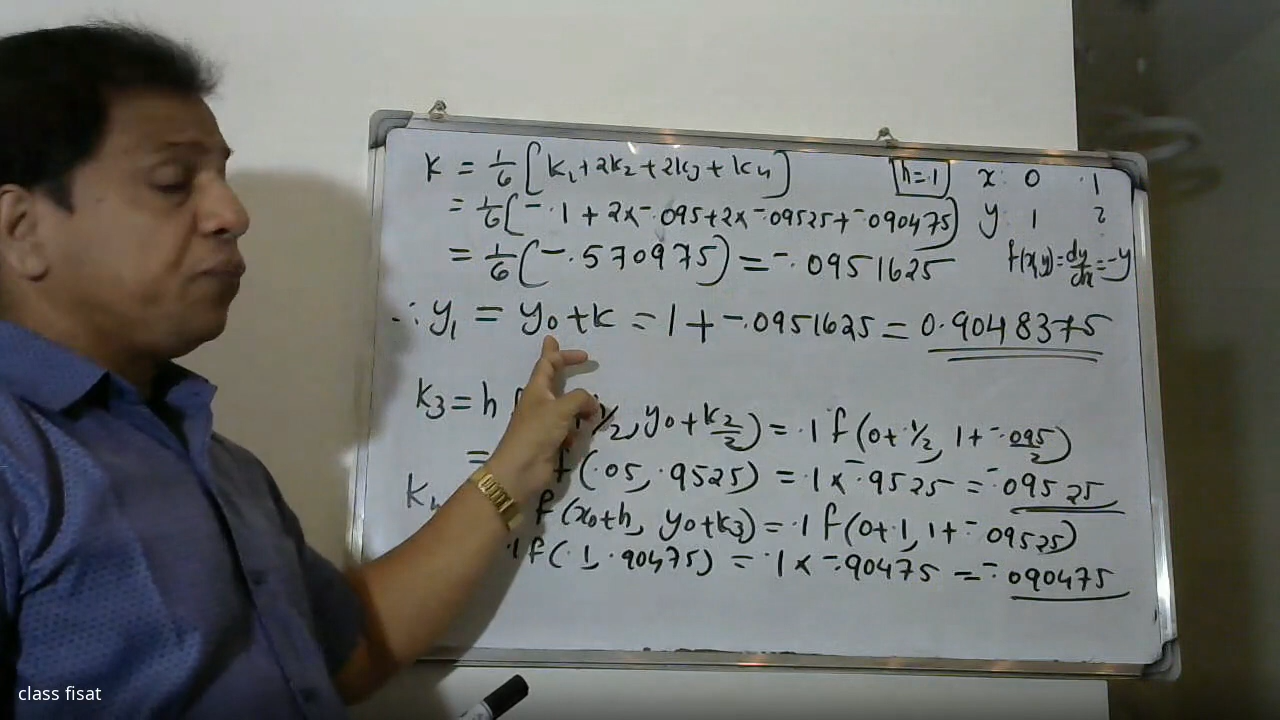 K = 1/6 [K1 + 2K2 + 2K3 + K4]
= 1/6 [-.1 + 2x-.095 + 2x-.09525 + -.090475]
= 1/6 (-.570975) = -.0951625
h=.1 x: 0 .1
y: 1 ?
f(x,y) = dy/dx = -y
∴ y1 = y0 + K = 1 + -.0951625 = 0.9048375
K3 = h 1/2, y0 + K2/2) = .1 f(0 + .1/2, 1 + -.095/2)
= f(.05, .9525) = .1 x -.9525 = -.09525
K4 f(x0+h, y0+K3) = .1 f(0+.1, 1+-.09525)
.1 f(.1, .90475) = .1 x -.90475 = -.090475
class fisat